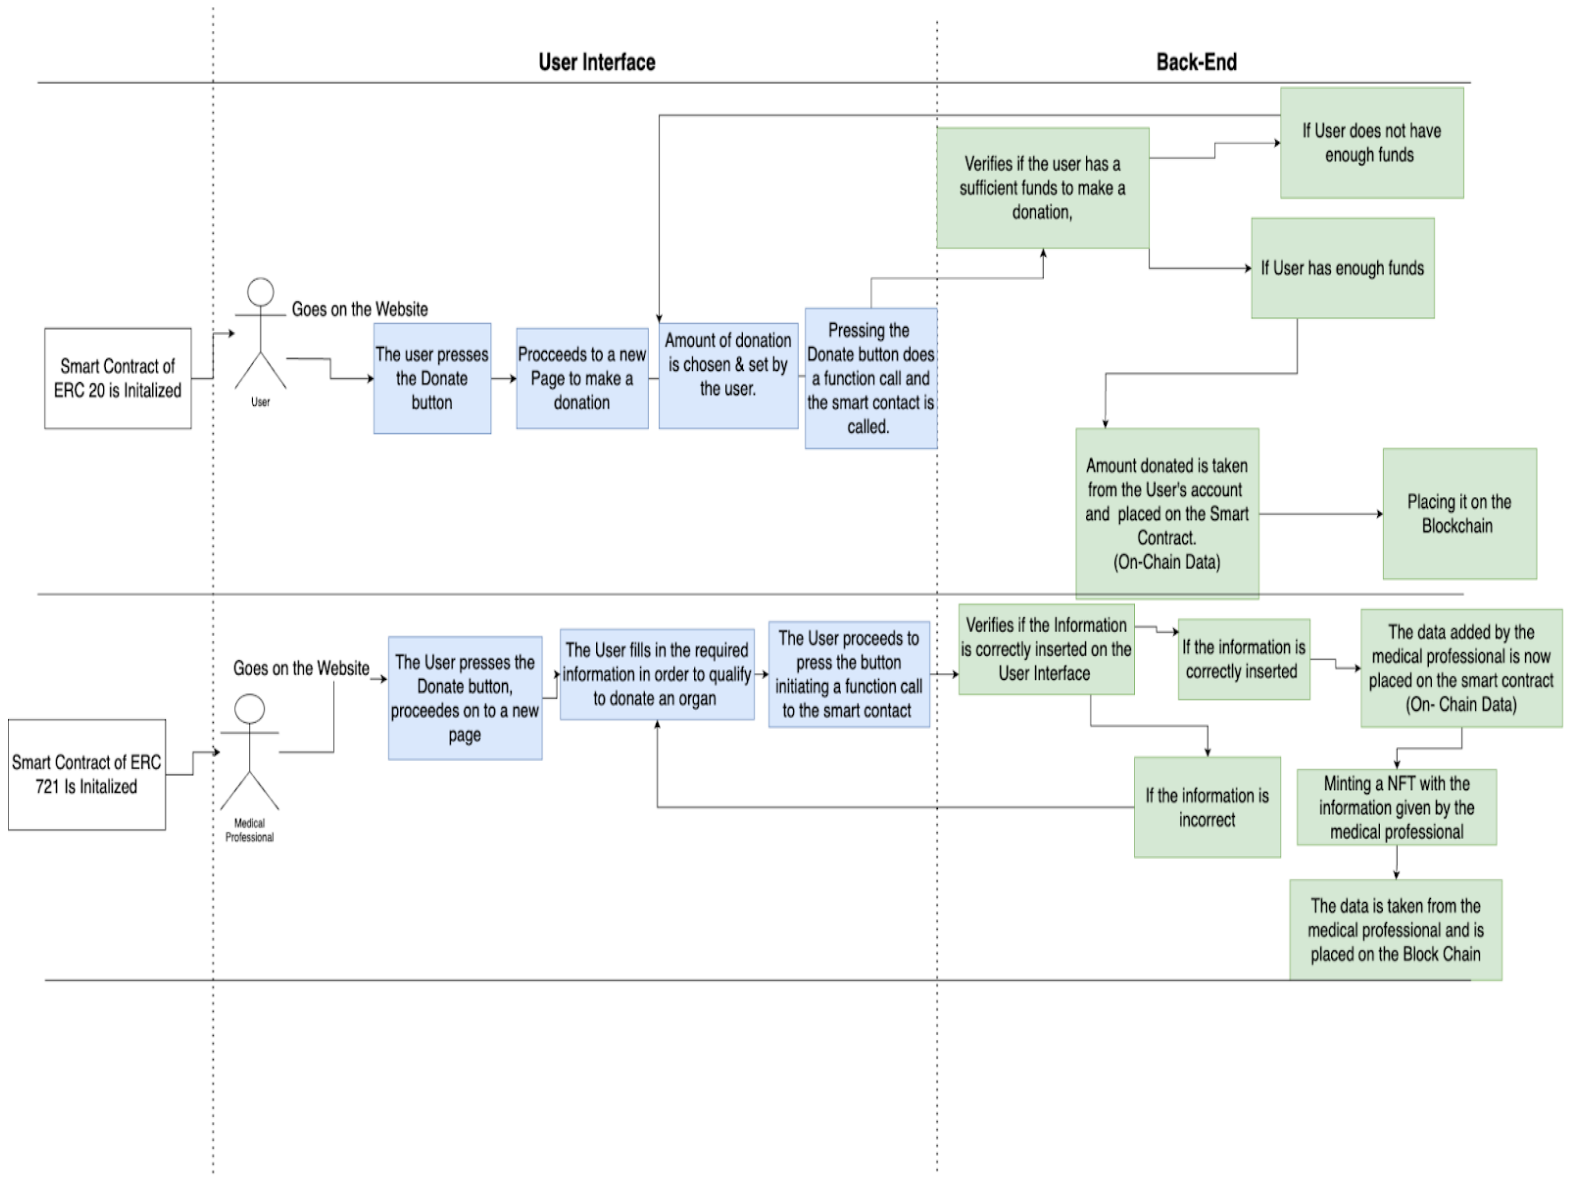 User Interface
Back-End
If User does not have
enough funds
Verifies if the user has a
sufficient funds to make a
donation,
If User has enough funds
Goes on the Website
Smart Contract of
ERC 20 is Initalized
User
The user presses
the Donate
button
Procceeds to a new
Page to make a
donation
Amount of donation
is chosen & set by
the user.
Pressing the
Donate button does
a function call and
the smart contact is
called.
Amount donated is taken
from the User's account
and placed on the Smart
Contract.
(On-Chain Data)
Placing it on the
Blockchain
Goes on the Website
Smart Contract of ERC
721 Is Initalized
Medical
Professional
The User presses the
Donate button,
proceedes on to a new
page
The User fills in the required
information in order to qualify
to donate an organ
The User proceeds to
press the button
initiating a function call
to the smart contact
Verifies if the Information
is correctly inserted on the
User Interface
If the information is
correctly inserted
The data added by the
medical professional is now
placed on the smart contract
(On- Chain Data)
If the information is
incorrect
Minting a NFT with the
information given by the
medical professional
The data is taken from the
medical professional and is
placed on the Block Chain